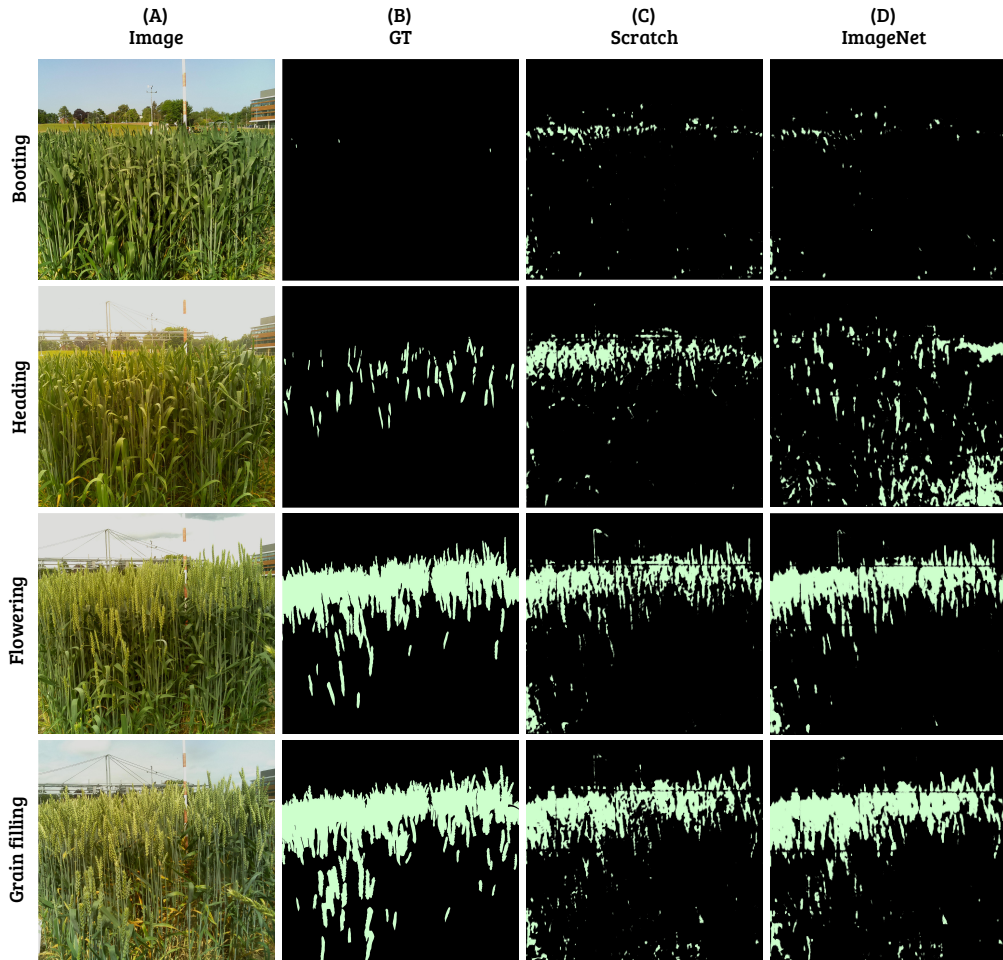 (A)
Image
(B)
GT
(C)
Scratch
(D)
ImageNet
Booting
Heading
Flowering
Grain filling